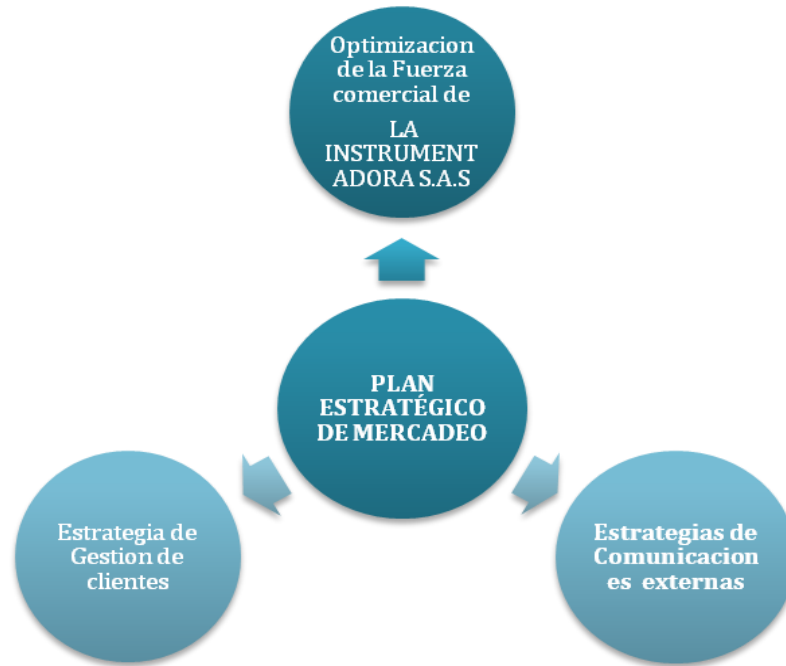 Optimizacion
de la Fuerza
comercial de
LA
INSTRUMENT
ADORA S.A.S
PLAN
ESTRATÉGICO
DE MERCADEO
Estrategia de
Gestion de
clientes
Estrategias de
Comunicacion
es externas